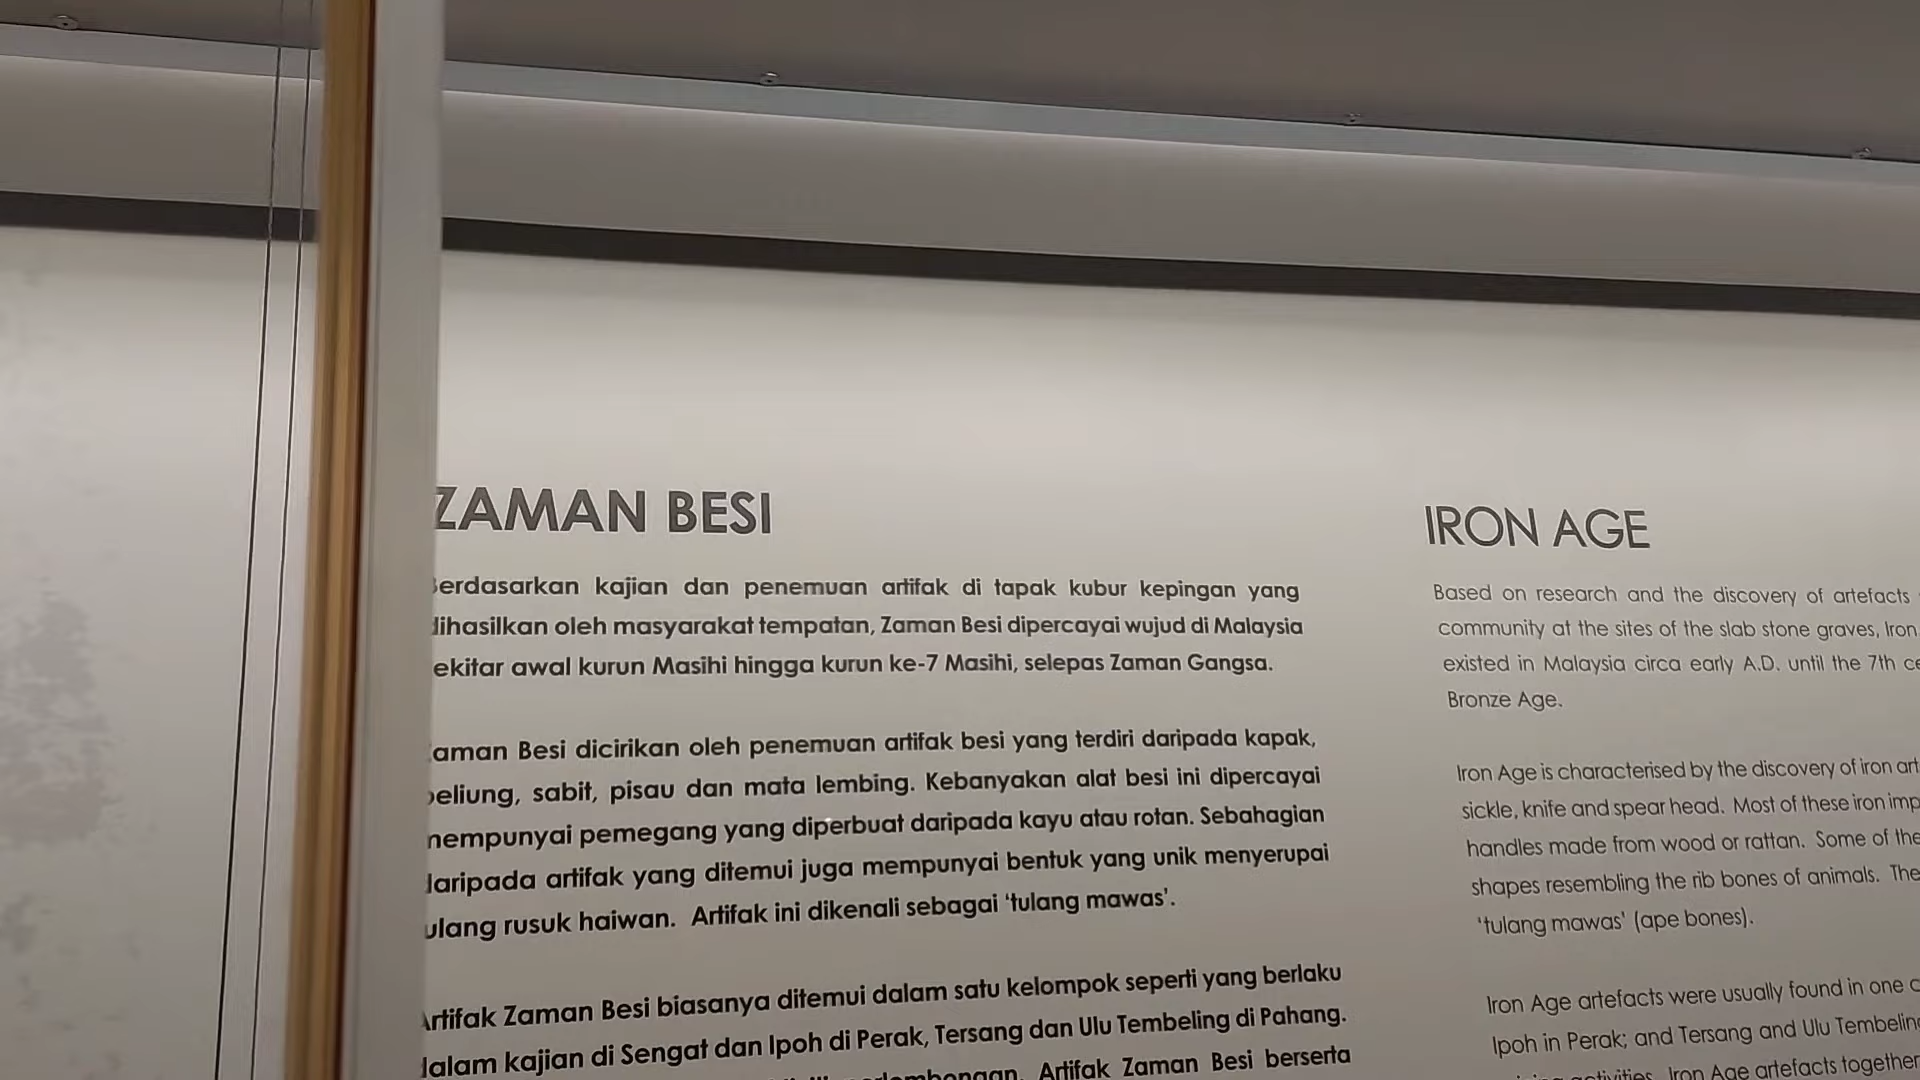 ZAMAN BESI
Berdasarkan kajian dan penemuan artifak di tapak kubur kepingan yang
dihasilkan oleh masyarakat tempatan, Zaman Besi dipercayai wujud di Malaysia
sekitar awal kurun Masihi hingga kurun ke-7 Masihi, selepas Zaman Gangsa.
Zaman Besi dicirikan oleh penemuan artifak besi yang terdiri daripada kapak,
beliung, sabit, pisau dan mata lembing. Kebanyakan alat besi ini dipercayai
mempunyai pemegang yang diperbuat daripada kayu atau rotan. Sebahagian
daripada artifak yang ditemui juga mempunyai bentuk yang unik menyerupai
tulang rusuk haiwan. Artifak ini dikenali sebagai 'tulang mawas'.
Artifak Zaman Besi biasanya ditemui dalam satu kelompok seperti yang berlaku
dalam kajian di Sengat dan Ipoh di Perak, Tersang dan Ulu Tembeling di Pahang.
Artifak Zaman Besi berserta
IRON AGE
Based on research and the discovery of artefacts
community at the sites of the slab stone graves, Iron
existed in Malaysia circa early A.D. until the 7th
Bronze Age.
Iron Age is characterised by the discovery of iron
sickle, knife and spear head. Most of these iron
handles made from wood or rattan. Some of the
shapes resembling the rib bones of animals. The
'tulang mawas' (ape bones).
Iron Age artefacts were usually found in one
Ipoh in Perak; and Tersang and Ulu Tembeling
activities. Iron Age artefacts together